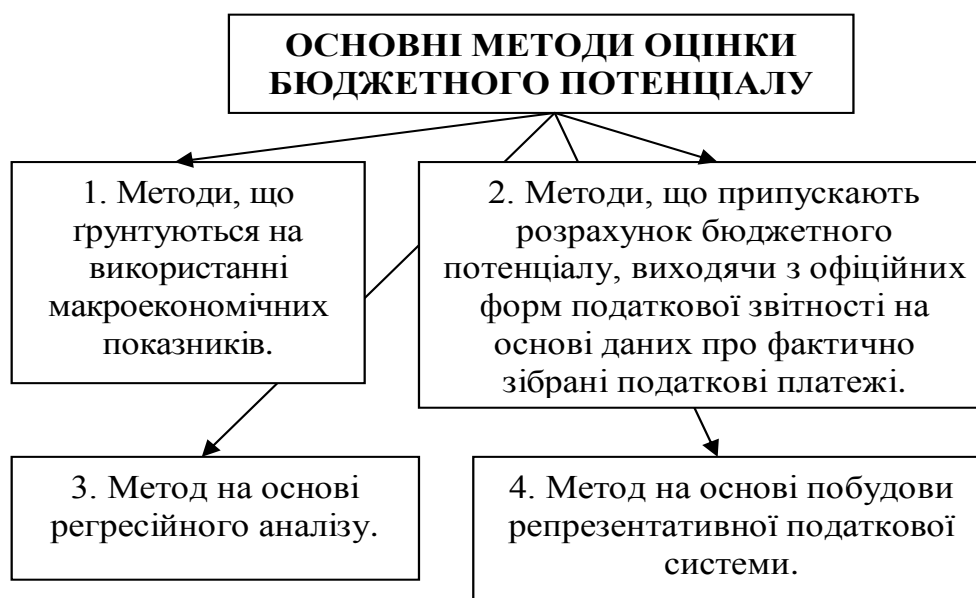 ОСНОВНІ МЕТОДИ ОЦІНКИ
БЮДЖЕТНОГО ПОТЕНЦІАЛУ
1. Методи, що
ґрунтуються на
використанні
макроекономічних
показників.
2. Методи, що припускають
розрахунок бюджетного
потенціалу, виходячи з офіційних
форм податкової звітності на
основі даних про фактично
зібрані податкові платежі.
3. Метод на основі
регресійного аналізу.
4. Метод на основі побудови
репрезентативної податкової
системи.